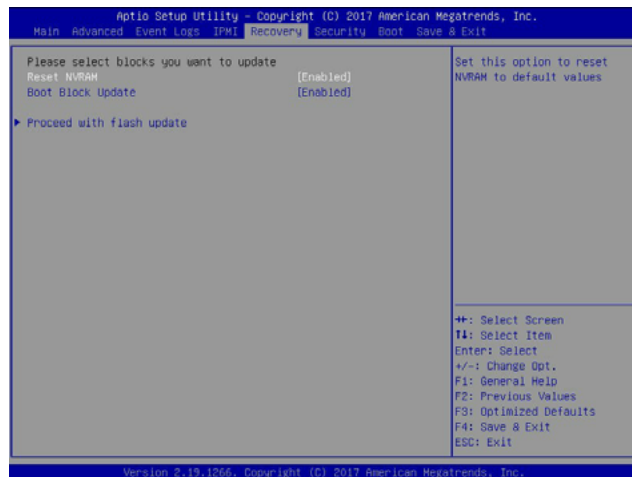 Aptio Setup Utility – Copyright (C) 2017 American Megatrends, Inc.
Main Advanced Event Logs IPMI Recovery Security Boot Save & Exit
Please select blocks you want to update
Reset NVRAM [Enabled]
Boot Block Update [Enabled]
Proceed with flash update
Set this option to reset
NVRAM to default values
↔: Select Screen
↑↓: Select Item
Enter: Select
+/-: Change Opt.
F1: General Help
F2: Previous Values
F3: Optimized Defaults
F4: Save & Exit
ESC: Exit
Version 2.19.1266. Copyright (C) 2017 American Megatrends, Inc.